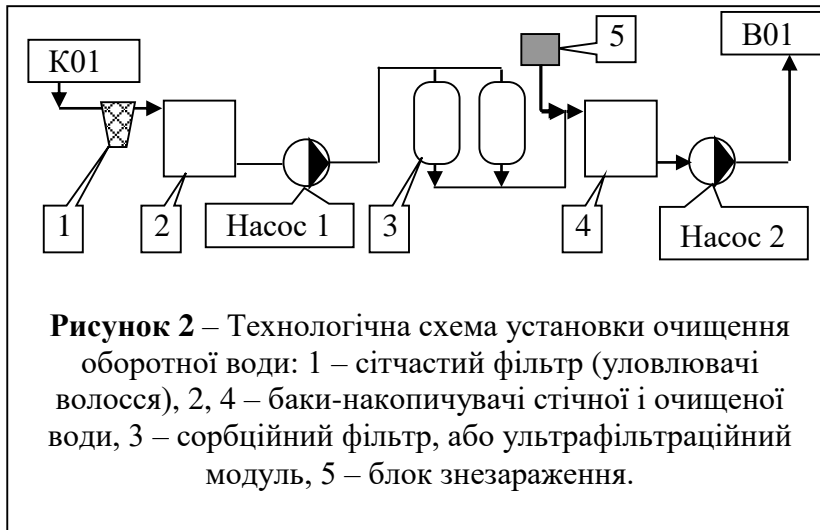 К01
5
В01
1
2
Насос 1
3
4
Насос 2
Рисунок 2 – Технологічна схема установки очищення
оборотної води: 1 – сітчастий фільтр (уловлювачі
волосся), 2, 4 – баки-накопичувачі стічної і очищеної
води, 3 – сорбційний фільтр, або ультрафільтраційний
модуль, 5 – блок знезараження.